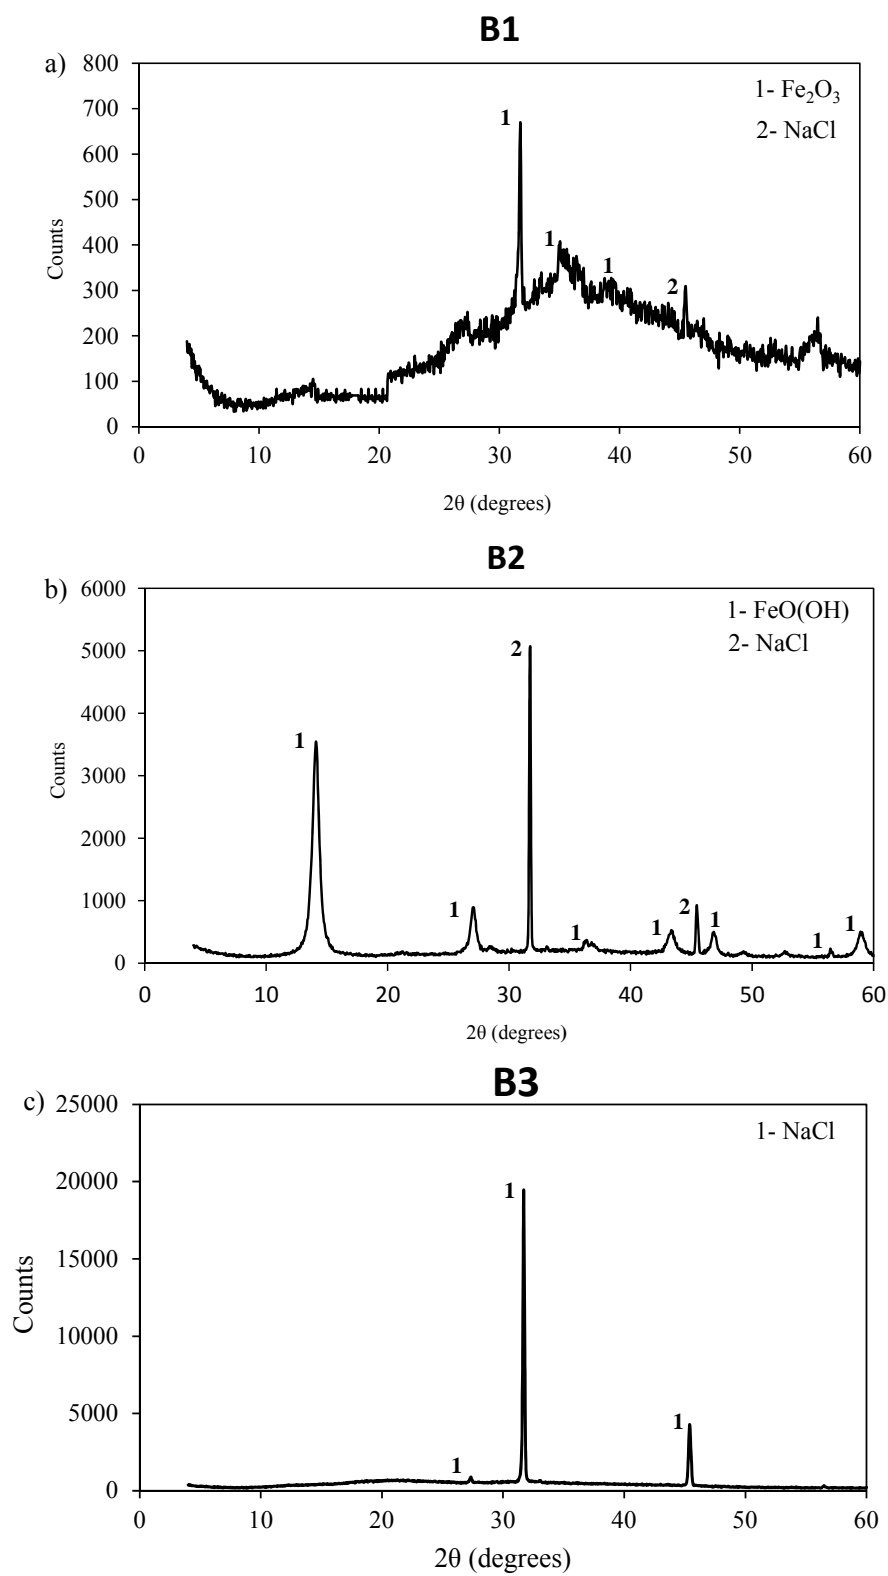 B1
a)
800
700
600
500
400
300
200
100
0
Counts
1- Fe₂O₃
2- NaCl
1
1
1
2
0 10 20 30 40 50 60
2θ (degrees)
B2
b)
6000
5000
4000
3000
2000
1000
0
Counts
1- FeO(OH)
2- NaCl
1
1
2
1
1
2
1
1
1
0 10 20 30 40 50 60
2θ (degrees)
B3
c)
25000
20000
15000
10000
5000
0
Counts
1- NaCl
1
1
1
0 10 20 30 40 50 60
2θ (degrees)